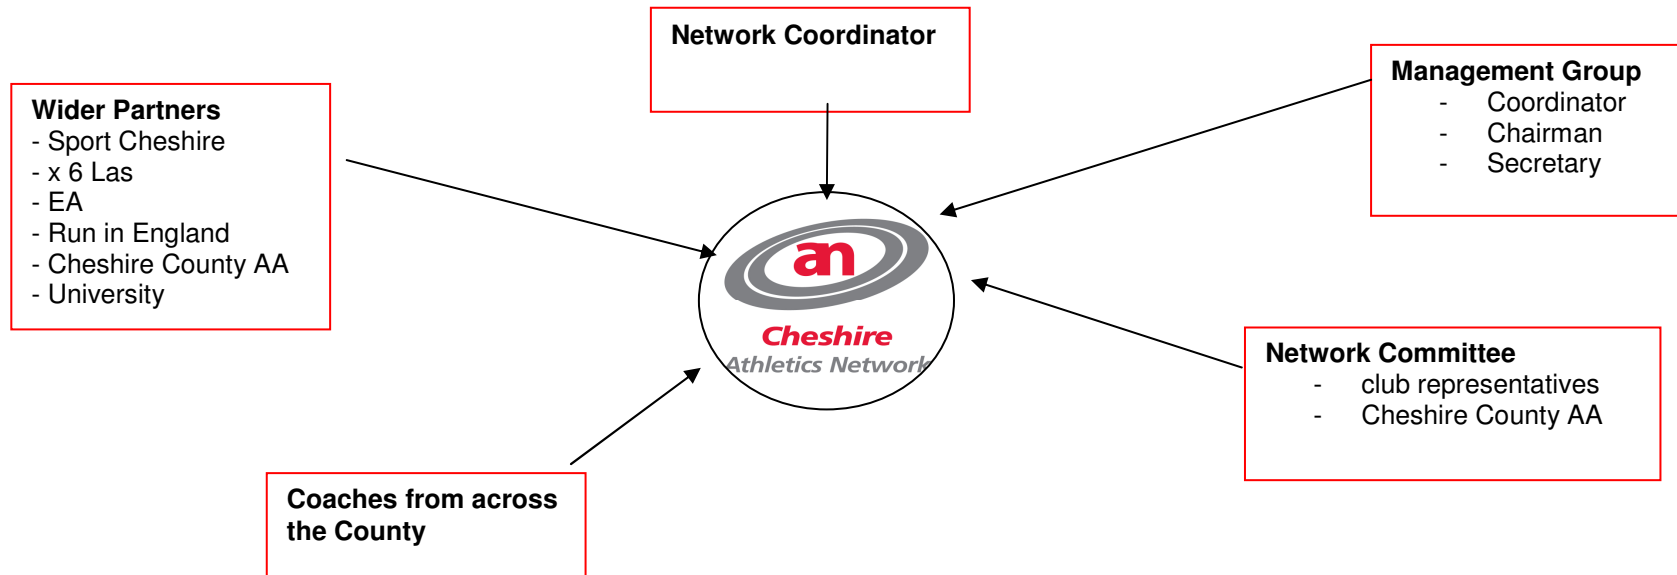 Network Coordinator
Management Group
- Coordinator
- Chairman
- Secretary
Wider Partners
- Sport Cheshire
- x 6 Las
- EA
- Run in England
- Cheshire County AA
- University
an
Cheshire
Athletics Network
Network Committee
- club representatives
- Cheshire County AA
Coaches from across
the County